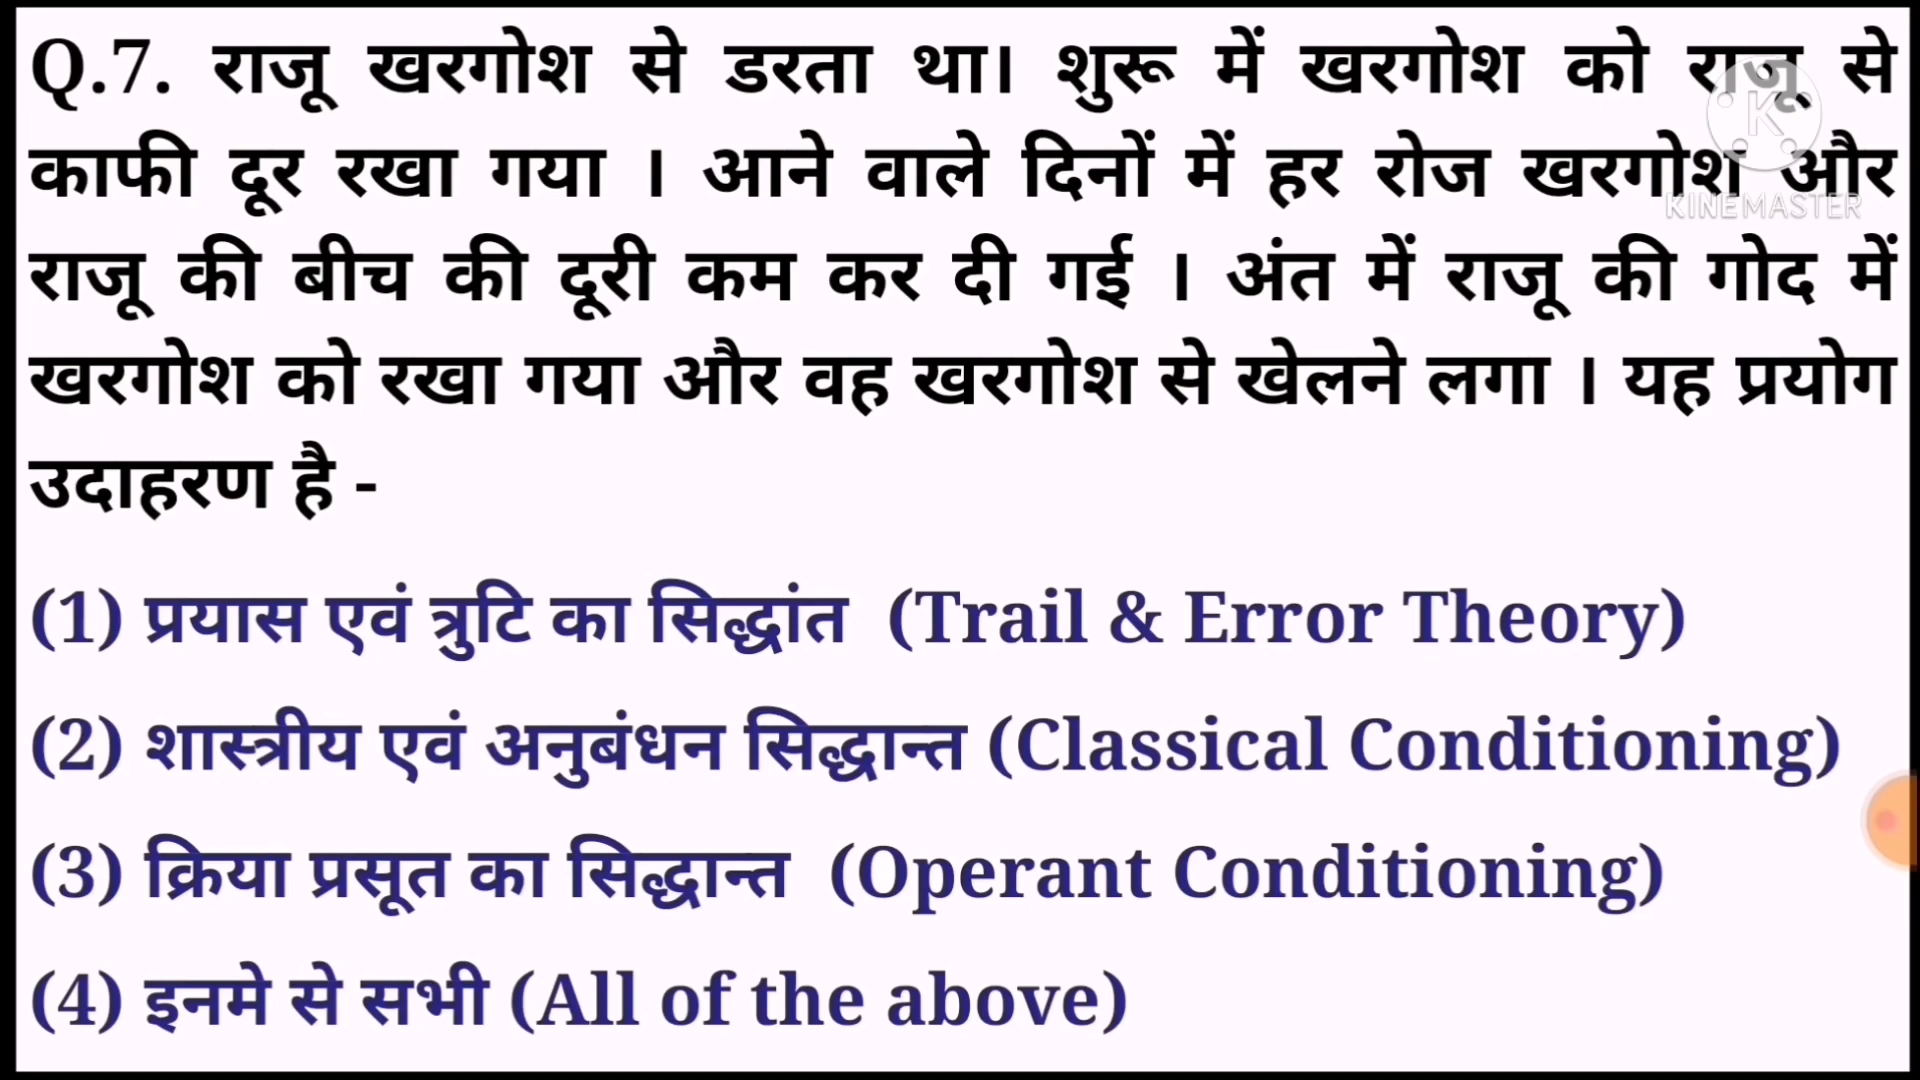 Q.7. राजू खरगोश से डरता था। शुरू में खरगोश को राजू से
काफी दूर रखा गया । आने वाले दिनों में हर रोज खरगोश और
KINEMASTER
राजू की बीच की दूरी कम कर दी गई । अंत में राजू की गोद में
खरगोश को रखा गया और वह खरगोश से खेलने लगा । यह प्रयोग
उदाहरण है -
(1) प्रयास एवं त्रुटि का सिद्धांत (Trail & Error Theory)
(2) शास्त्रीय एवं अनुबंधन सिद्धान्त (Classical Conditioning)
(3) क्रिया प्रसूत का सिद्धान्त (Operant Conditioning)
(4) इनमे से सभी (All of the above)